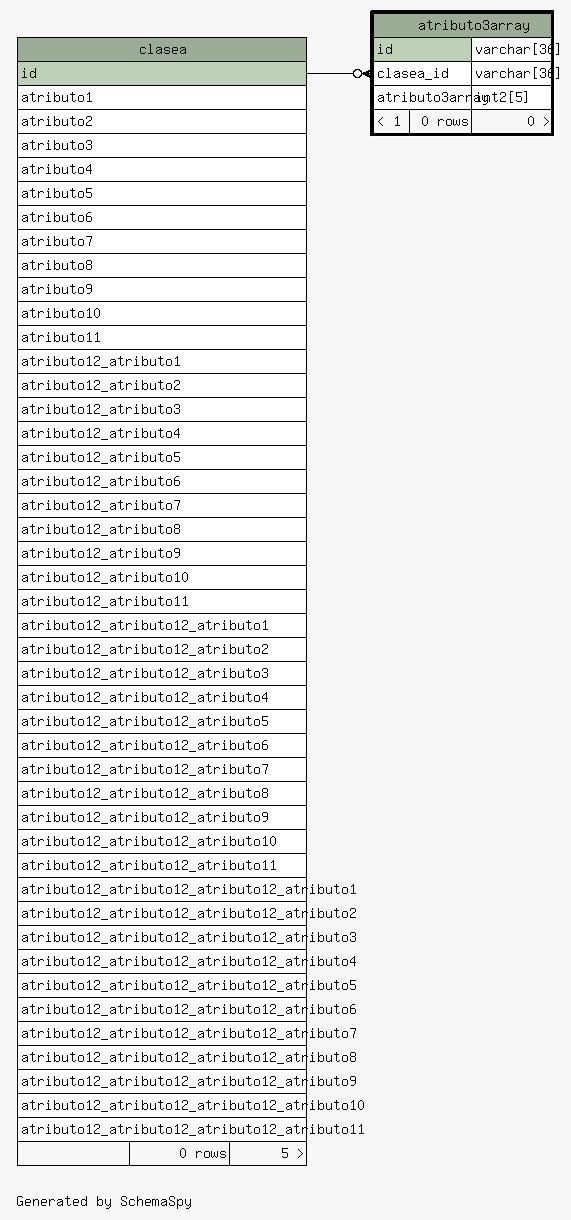 atributo3array
id varchar[36]
clasea_id varchar[36]
atributo3array int2[5]
< 1 0 rows 0 >
clasea
id
atributo1
atributo2
atributo3
atributo4
atributo5
atributo6
atributo7
atributo8
atributo9
atributo10
atributo11
atributo12_atributo1
atributo12_atributo2
atributo12_atributo3
atributo12_atributo4
atributo12_atributo5
atributo12_atributo6
atributo12_atributo7
atributo12_atributo8
atributo12_atributo9
atributo12_atributo10
atributo12_atributo11
atributo12_atributo12_atributo1
atributo12_atributo12_atributo2
atributo12_atributo12_atributo3
atributo12_atributo12_atributo4
atributo12_atributo12_atributo5
atributo12_atributo12_atributo6
atributo12_atributo12_atributo7
atributo12_atributo12_atributo8
atributo12_atributo12_atributo9
atributo12_atributo12_atributo10
atributo12_atributo12_atributo11
atributo12_atributo12_atributo12_atributo1
atributo12_atributo12_atributo12_atributo2
atributo12_atributo12_atributo12_atributo3
atributo12_atributo12_atributo12_atributo4
atributo12_atributo12_atributo12_atributo5
atributo12_atributo12_atributo12_atributo6
atributo12_atributo12_atributo12_atributo7
atributo12_atributo12_atributo12_atributo8
atributo12_atributo12_atributo12_atributo9
atributo12_atributo12_atributo12_atributo10
atributo12_atributo12_atributo12_atributo11
0 rows 5 >
Generated by SchemaSpy